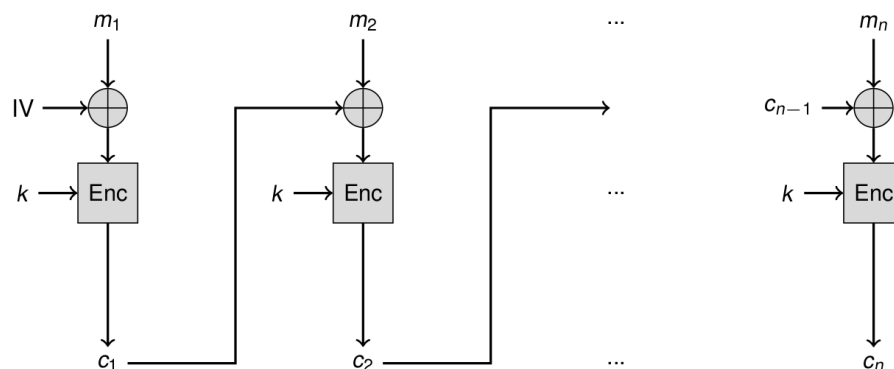 m₁ m₂ ... mₙ
IV cₙ₋₁
k Enc k Enc ... k Enc
c₁ c₂ ... cₙ